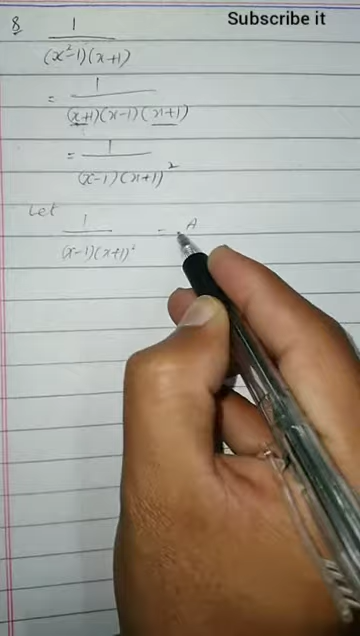 Subscribe it
8 1/((x²-1)(x+1))
= 1/((x+1)(x-1)(x+1))
= 1/((x-1)(x+1)²)
Let 1/((x-1)(x+1)²) = A